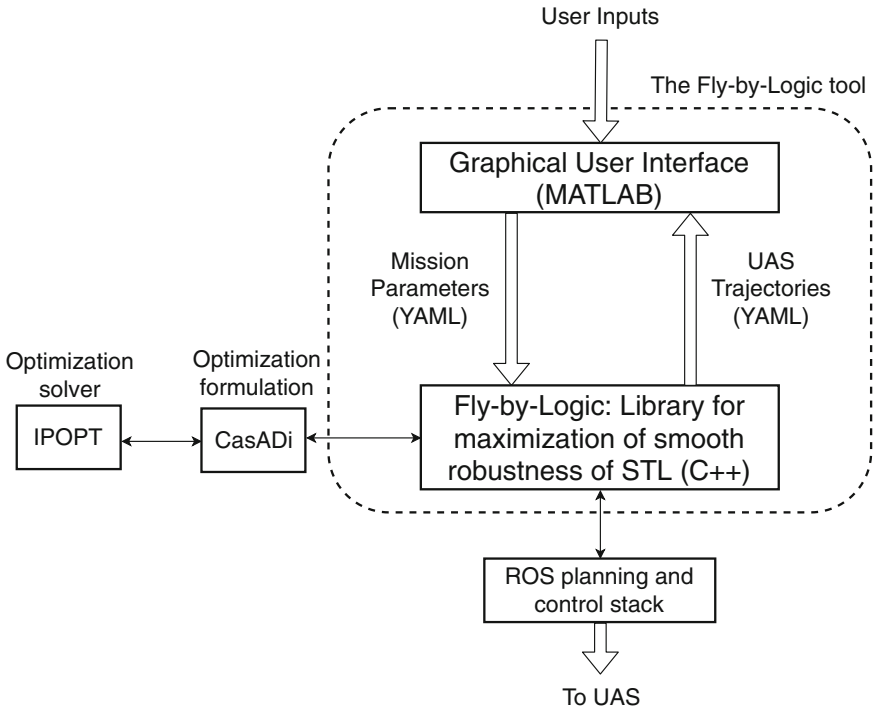 User Inputs
The Fly-by-Logic tool
Graphical User Interface
(MATLAB)
Mission
Parameters
(YAML)
UAS
Trajectories
(YAML)
Optimization
solver
Optimization
formulation
IPOPT
CasADi
Fly-by-Logic: Library for
maximization of smooth
robustness of STL (C++)
ROS planning and
control stack
To UAS